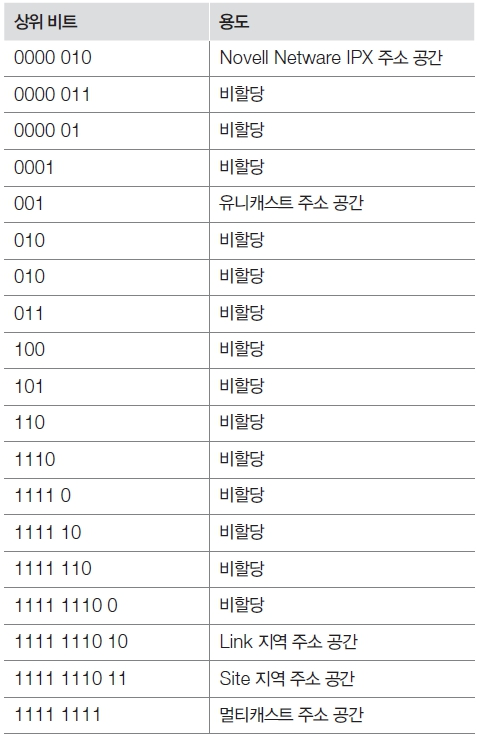 상위 비트 용도
0000 010 Novell Netware IPX 주소 공간
0000 011 비할당
0000 01 비할당
0001 비할당
001 유니캐스트 주소 공간
010 비할당
010 비할당
011 비할당
100 비할당
101 비할당
110 비할당
1110 비할당
1111 0 비할당
1111 10 비할당
1111 110 비할당
1111 1110 0 비할당
1111 1110 10 Link 지역 주소 공간
1111 1110 11 Site 지역 주소 공간
1111 1111 멀티캐스트 주소 공간